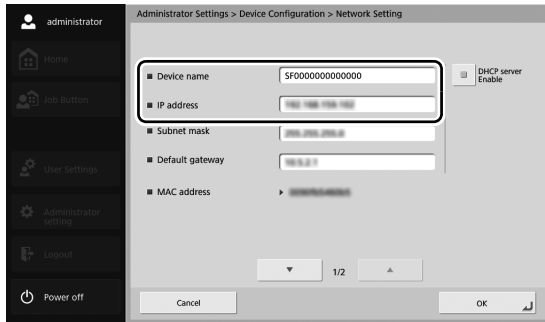 administrator
Administrator Settings > Device Configuration > Network Setting
Home
Job Button
User Settings
Administrator
setting
Logout
Power off
Device name
SF0000000000000
DHCP server
Enable
IP address
Subnet mask
Default gateway
MAC address
1/2
Cancel
OK